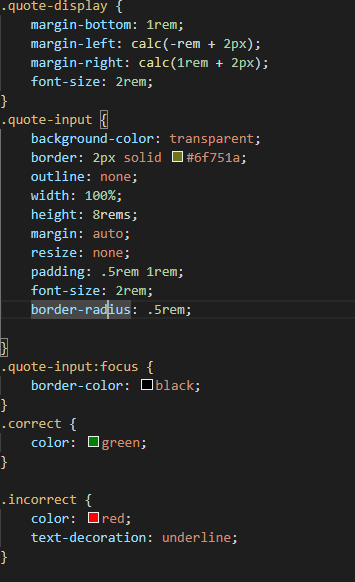 .quote-display {
margin-bottom: 1rem;
margin-left: calc(-rem + 2px);
margin-right: calc(1rem + 2px);
font-size: 2rem;
}
.quote-input {
background-color: transparent;
border: 2px solid #6f751a;
outline: none;
width: 100%;
height: 8rems;
margin: auto;
resize: none;
padding: .5rem 1rem;
font-size: 2rem;
border-radius: .5rem;
}
.quote-input:focus {
border-color: black;
}
.correct {
color: green;
}
.incorrect {
color: red;
text-decoration: underline;
}